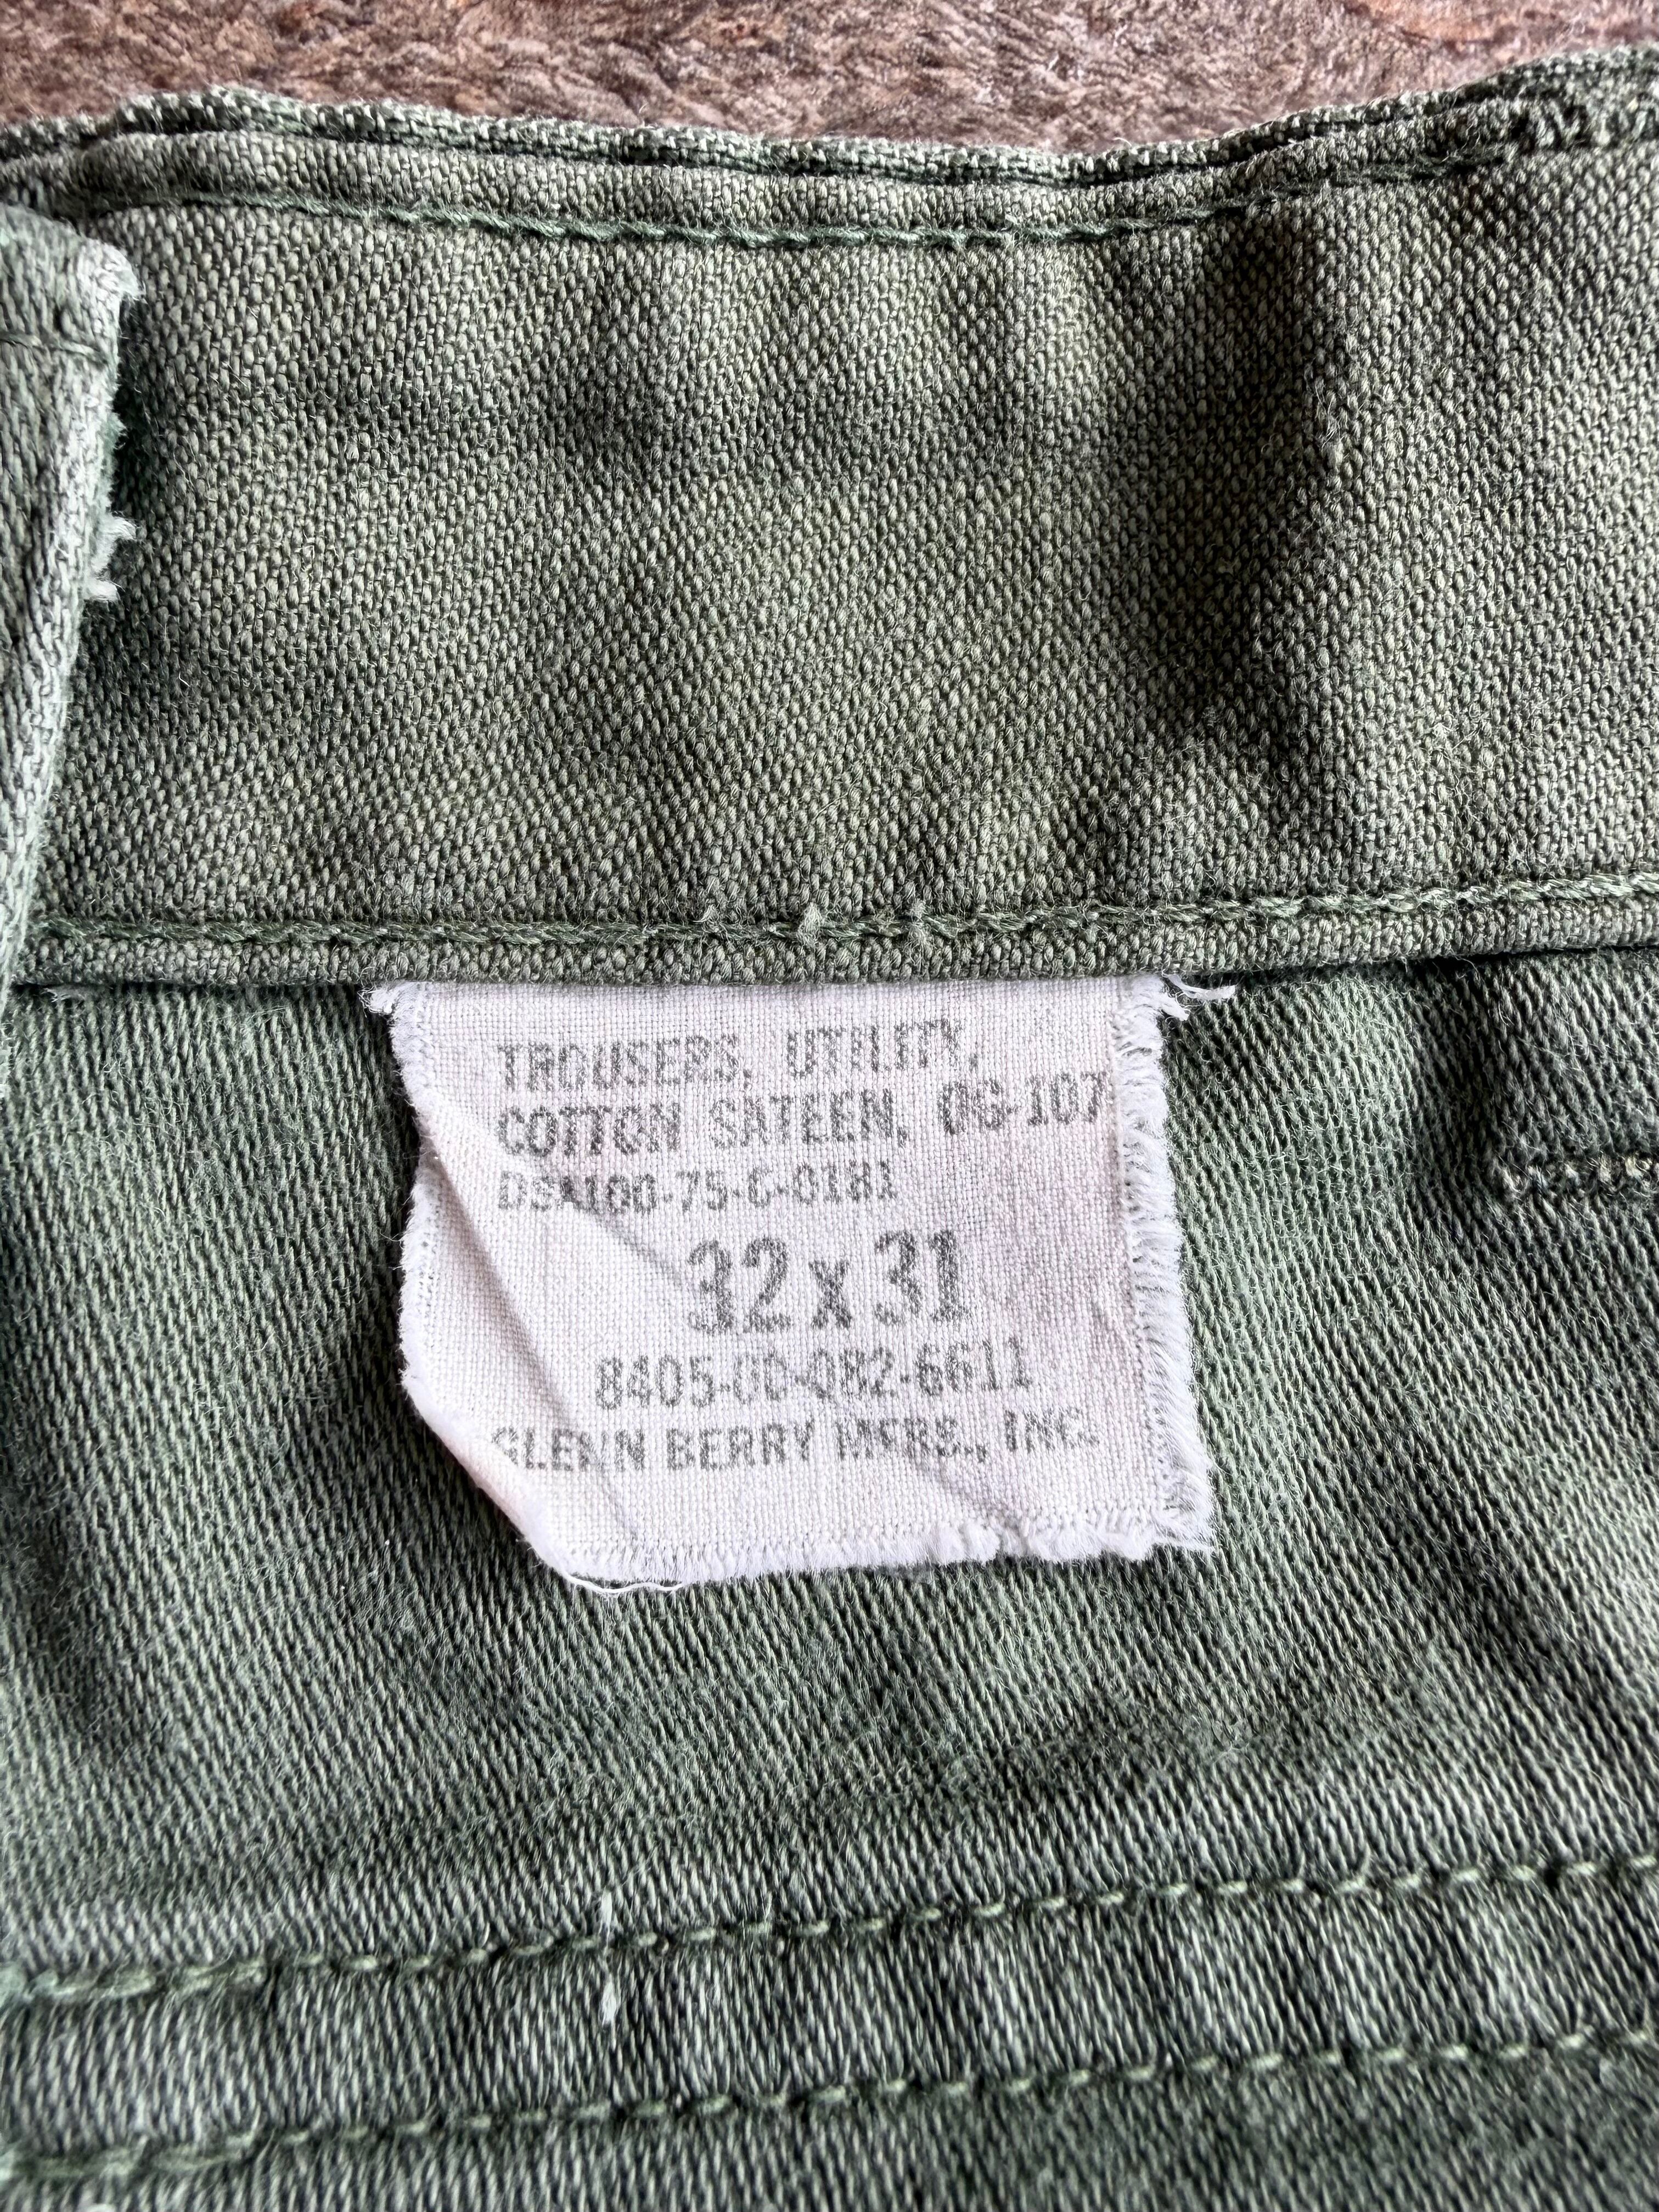 TROUSERS, UTILITY,
COTTON SATEEN, OG-107
DSA100-75-C-0181
32 x 31
8405-00-082-6611
GLENN BERRY MFRS., INC.